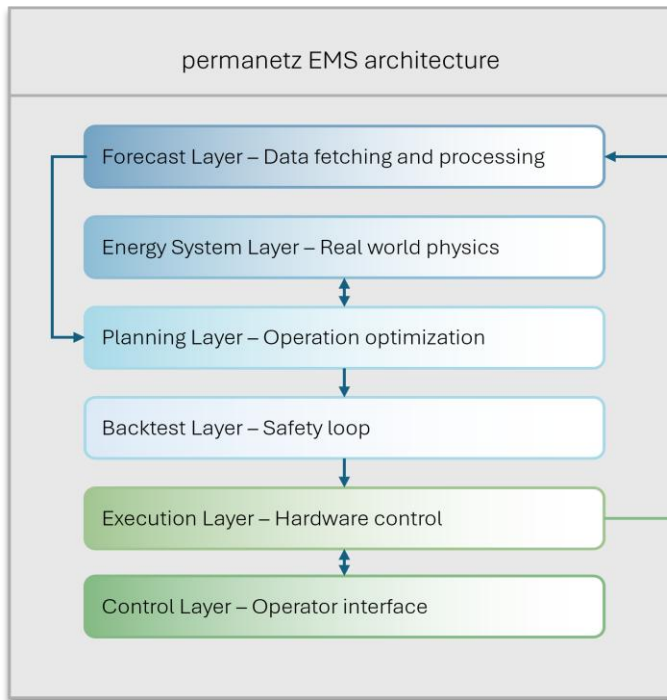 permanetz EMS architecture
Forecast Layer – Data fetching and processing
Energy System Layer – Real world physics
Planning Layer – Operation optimization
Backtest Layer – Safety loop
Execution Layer – Hardware control
Control Layer – Operator interface